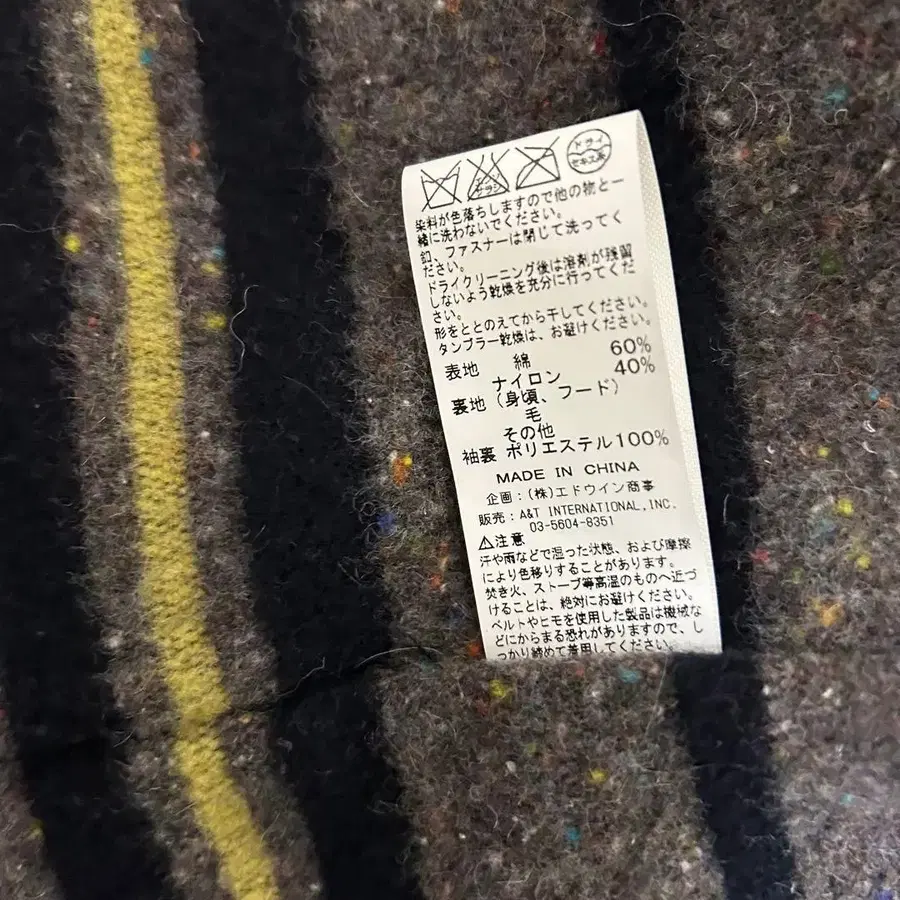 エンソ
サラシ
ドライ
セキユ系
染料が色落ちしますので他の物と一
緒に洗わないでください。
釦、ファスナーは閉じて洗ってく
ださい。
ドライクリーニング後は溶剤が残留
しないよう乾燥を充分に行ってくだ
さい。
形をととのえてから干してください。
タンブラー乾燥は、お避けください。
表地 綿 60%
ナイロン 40%
裏地(身頃、フード)
毛
その他
袖裏 ポリエステル100%
MADE IN CHINA
企画:(株)エドウイン商事
販売:A&T INTERNATIONAL,INC.
03-5604-8351
⚠注意
汗や雨などで湿った状態、および摩擦
により色移りすることがあります。
焚き火、ストーブ等高温のものへ近づ
けることは、絶対にお避けください。
ベルトやヒモを使用した製品は機械な
どにからまる恐れがありますので、し
っかり締めて着用してください。